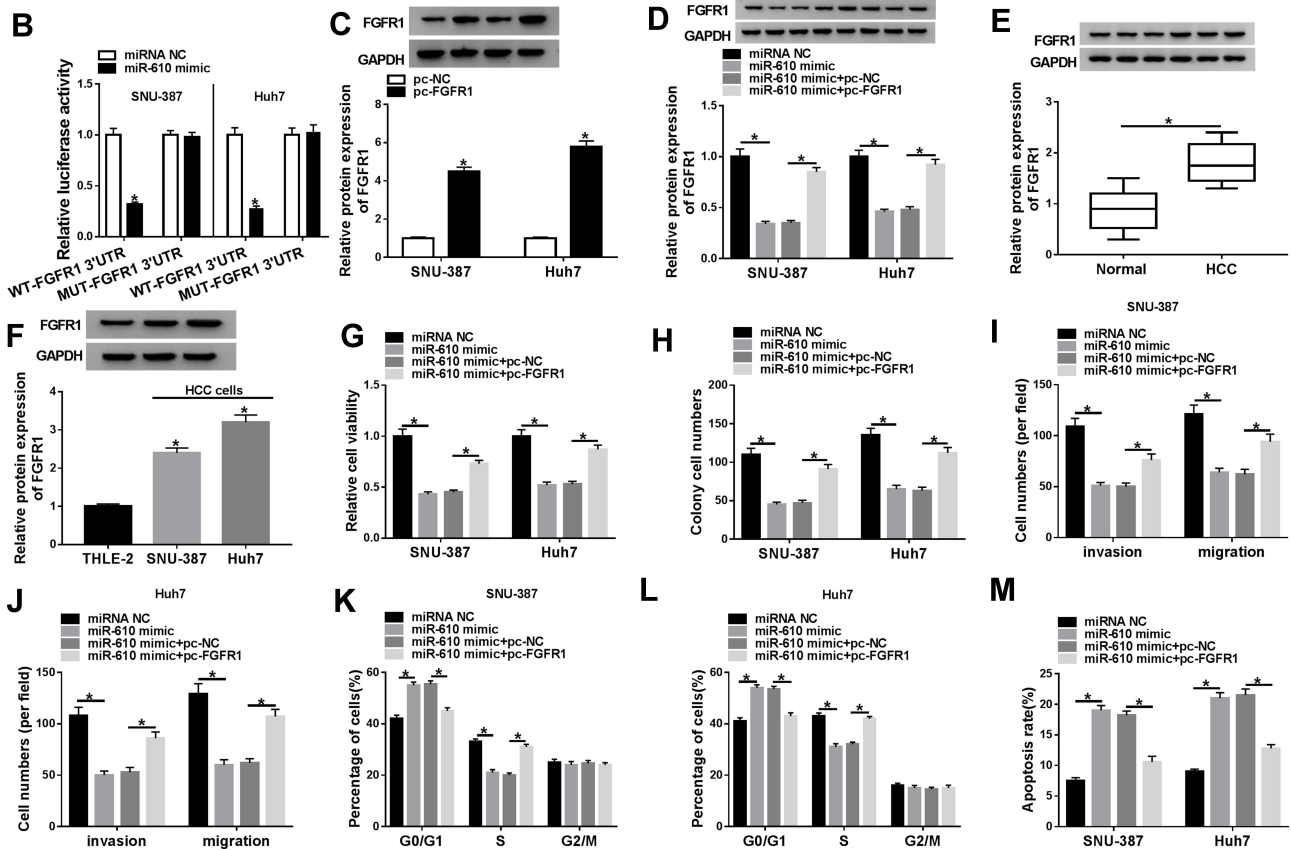 B
miRNA NC
miR-610 mimic
SNU-387
Huh7
Relative luciferase activity
1.5
1.0
0.5
0.0
WT-FGFR1 3'UTR
MUT-FGFR1 3'UTR
WT-FGFR1 3'UTR
MUT-FGFR1 3'UTR
*
*
C
FGFR1
GAPDH
pc-NC
pc-FGFR1
Relative protein expression
of FGFR1
8
6
4
2
0
*
*
SNU-387
Huh7
D
FGFR1
GAPDH
miRNA NC
miR-610 mimic
miR-610 mimic+pc-NC
miR-610 mimic+pc-FGFR1
Relative protein expression
of FGFR1
1.5
1.0
0.5
0.0
*
*
*
*
SNU-387
Huh7
E
FGFR1
GAPDH
Relative protein expression
of FGFR1
3
2
1
0
*
Normal
HCC
F
FGFR1
GAPDH
Relative protein expression
of FGFR1
4
3
2
1
0
HCC cells
*
*
THLE-2
SNU-387
Huh7
G
miRNA NC
miR-610 mimic
miR-610 mimic+pc-NC
miR-610 mimic+pc-FGFR1
Relative cell viability
1.5
1.0
0.5
0.0
*
*
*
*
SNU-387
Huh7
H
miRNA NC
miR-610 mimic
miR-610 mimic+pc-NC
miR-610 mimic+pc-FGFR1
Colony cell numbers
200
150
100
50
0
*
*
*
*
SNU-387
Huh7
I
SNU-387
miRNA NC
miR-610 mimic
miR-610 mimic+pc-NC
miR-610 mimic+pc-FGFR1
Cell numbers (per field)
150
100
50
0
*
*
*
*
invasion
migration
J
Huh7
miRNA NC
miR-610 mimic
miR-610 mimic+pc-NC
miR-610 mimic+pc-FGFR1
Cell numbers (per field)
150
100
50
0
*
*
*
*
invasion
migration
K
SNU-387
miRNA NC
miR-610 mimic
miR-610 mimic+pc-NC
miR-610 mimic+pc-FGFR1
Percentage of cells(%)
60
40
20
0
*
*
*
*
G0/G1
S
G2/M
L
Huh7
miRNA NC
miR-610 mimic
miR-610 mimic+pc-NC
miR-610 mimic+pc-FGFR1
Percentage of cells(%)
60
40
20
0
*
*
*
*
G0/G1
S
G2/M
M
miRNA NC
miR-610 mimic
miR-610 mimic+pc-NC
miR-610 mimic+pc-FGFR1
Apoptosis rate(%)
25
20
15
10
5
0
*
*
*
*
SNU-387
Huh7